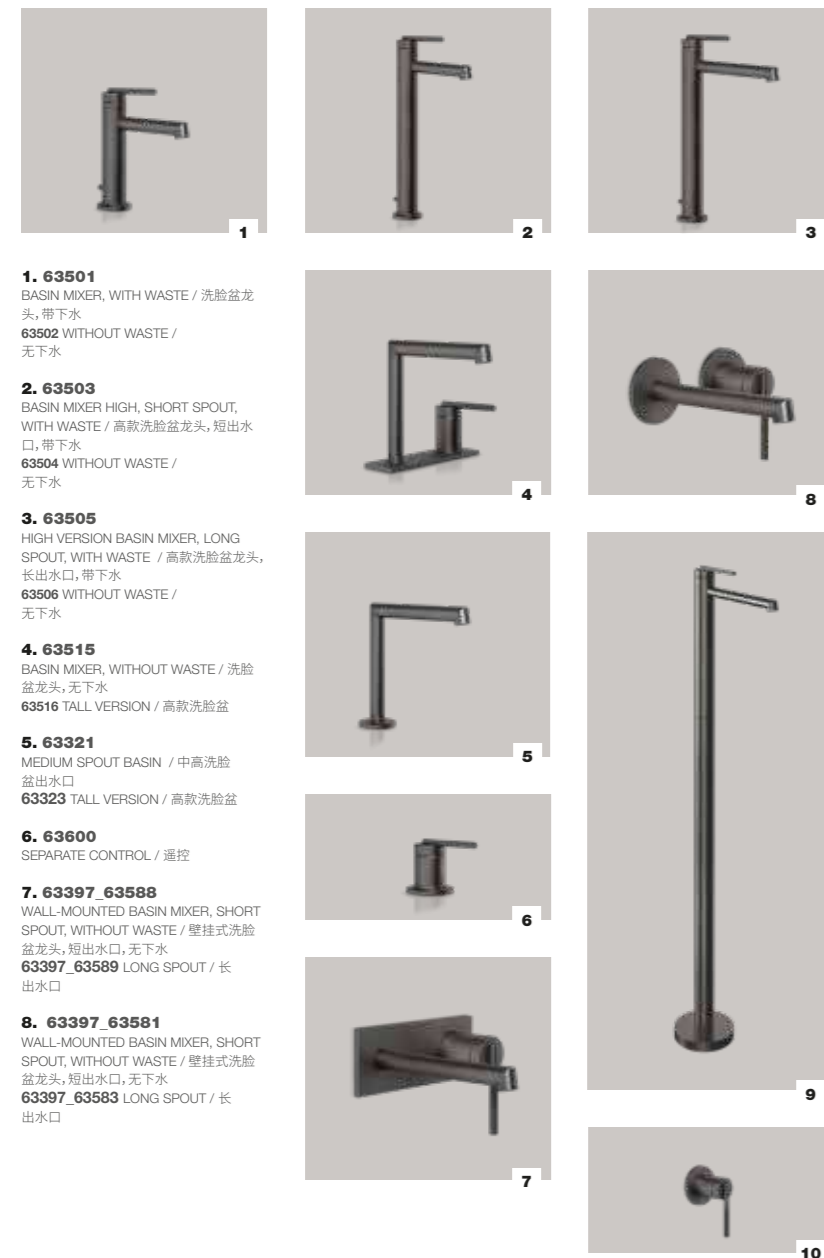 1
2
3
1. 63501
BASIN MIXER, WITH WASTE / 洗脸盆龙
头,带下水
63502 WITHOUT WASTE /
无下水
2. 63503
BASIN MIXER HIGH, SHORT SPOUT,
WITH WASTE / 高款洗脸盆龙头,短出水
口,带下水
63504 WITHOUT WASTE /
无下水
3. 63505
HIGH VERSION BASIN MIXER, LONG
SPOUT, WITH WASTE / 高款洗脸盆龙头,
长出水口,带下水
63506 WITHOUT WASTE /
无下水
4. 63515
BASIN MIXER, WITHOUT WASTE / 洗脸
盆龙头,无下水
63516 TALL VERSION / 高款洗脸盆
5. 63321
MEDIUM SPOUT BASIN / 中高洗脸
盆出水口
63323 TALL VERSION / 高款洗脸盆
6. 63600
SEPARATE CONTROL / 遥控
7. 63397_63588
WALL-MOUNTED BASIN MIXER, SHORT
SPOUT, WITHOUT WASTE / 壁挂式洗脸
盆龙头,短出水口,无下水
63397_63589 LONG SPOUT / 长
出水口
8. 63397_63581
WALL-MOUNTED BASIN MIXER, SHORT
SPOUT, WITHOUT WASTE / 壁挂式洗脸
盆龙头,短出水口,无下水
63397_63583 LONG SPOUT / 长
出水口
4
8
5
6
7
9
10